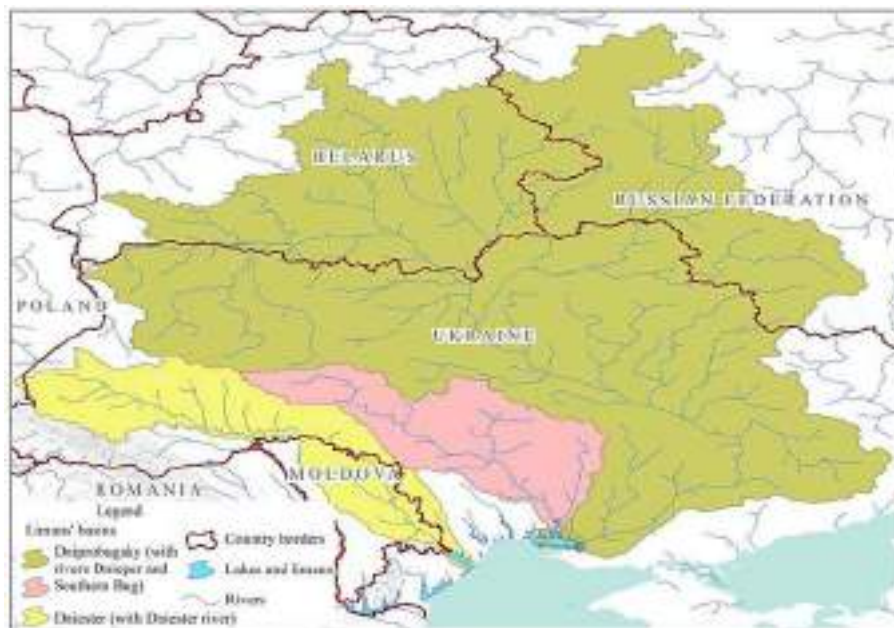 BELARUS
RUSSIAN FEDERATION
POLAND
UKRAINE
MOLDOVA
ROMANIA
Legend
Limans' basins
Dniprobugsky (with
rivers Dnieper and
Southern Bug)
Dniester (with Dniester river)
Country borders
Lakes and limans
Rivers